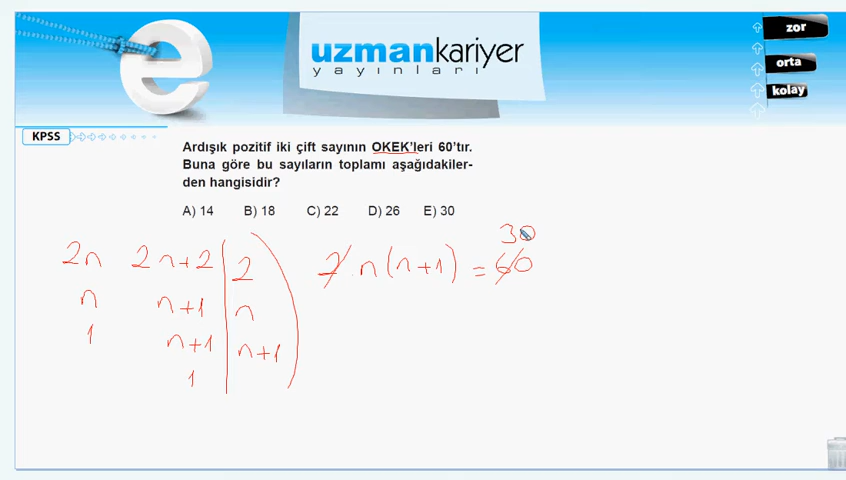 zor
orta
kolay
e
uzmankariyer
yayınları
KPSS
Ardışık pozitif iki çift sayının OKEK'leri 60'tır.
Buna göre bu sayıların toplamı aşağıdakiler-
den hangisidir?
A) 14 B) 18 C) 22 D) 26 E) 30
30
2n 2n+2 2 2.n(n+1) = 60
n n+1 n
1 n+1 n+1
1